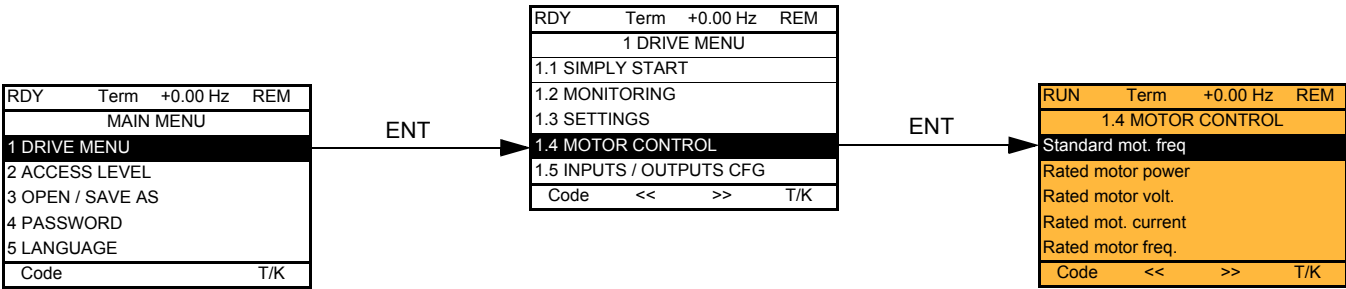 RDY Term +0.00 Hz REM
MAIN MENU
1 DRIVE MENU
2 ACCESS LEVEL
3 OPEN / SAVE AS
4 PASSWORD
5 LANGUAGE
Code T/K
ENT
RDY Term +0.00 Hz REM
1 DRIVE MENU
1.1 SIMPLY START
1.2 MONITORING
1.3 SETTINGS
1.4 MOTOR CONTROL
1.5 INPUTS / OUTPUTS CFG
Code << >> T/K
ENT
RUN Term +0.00 Hz REM
1.4 MOTOR CONTROL
Standard mot. freq
Rated motor power
Rated motor volt.
Rated mot. current
Rated motor freq.
Code << >> T/K